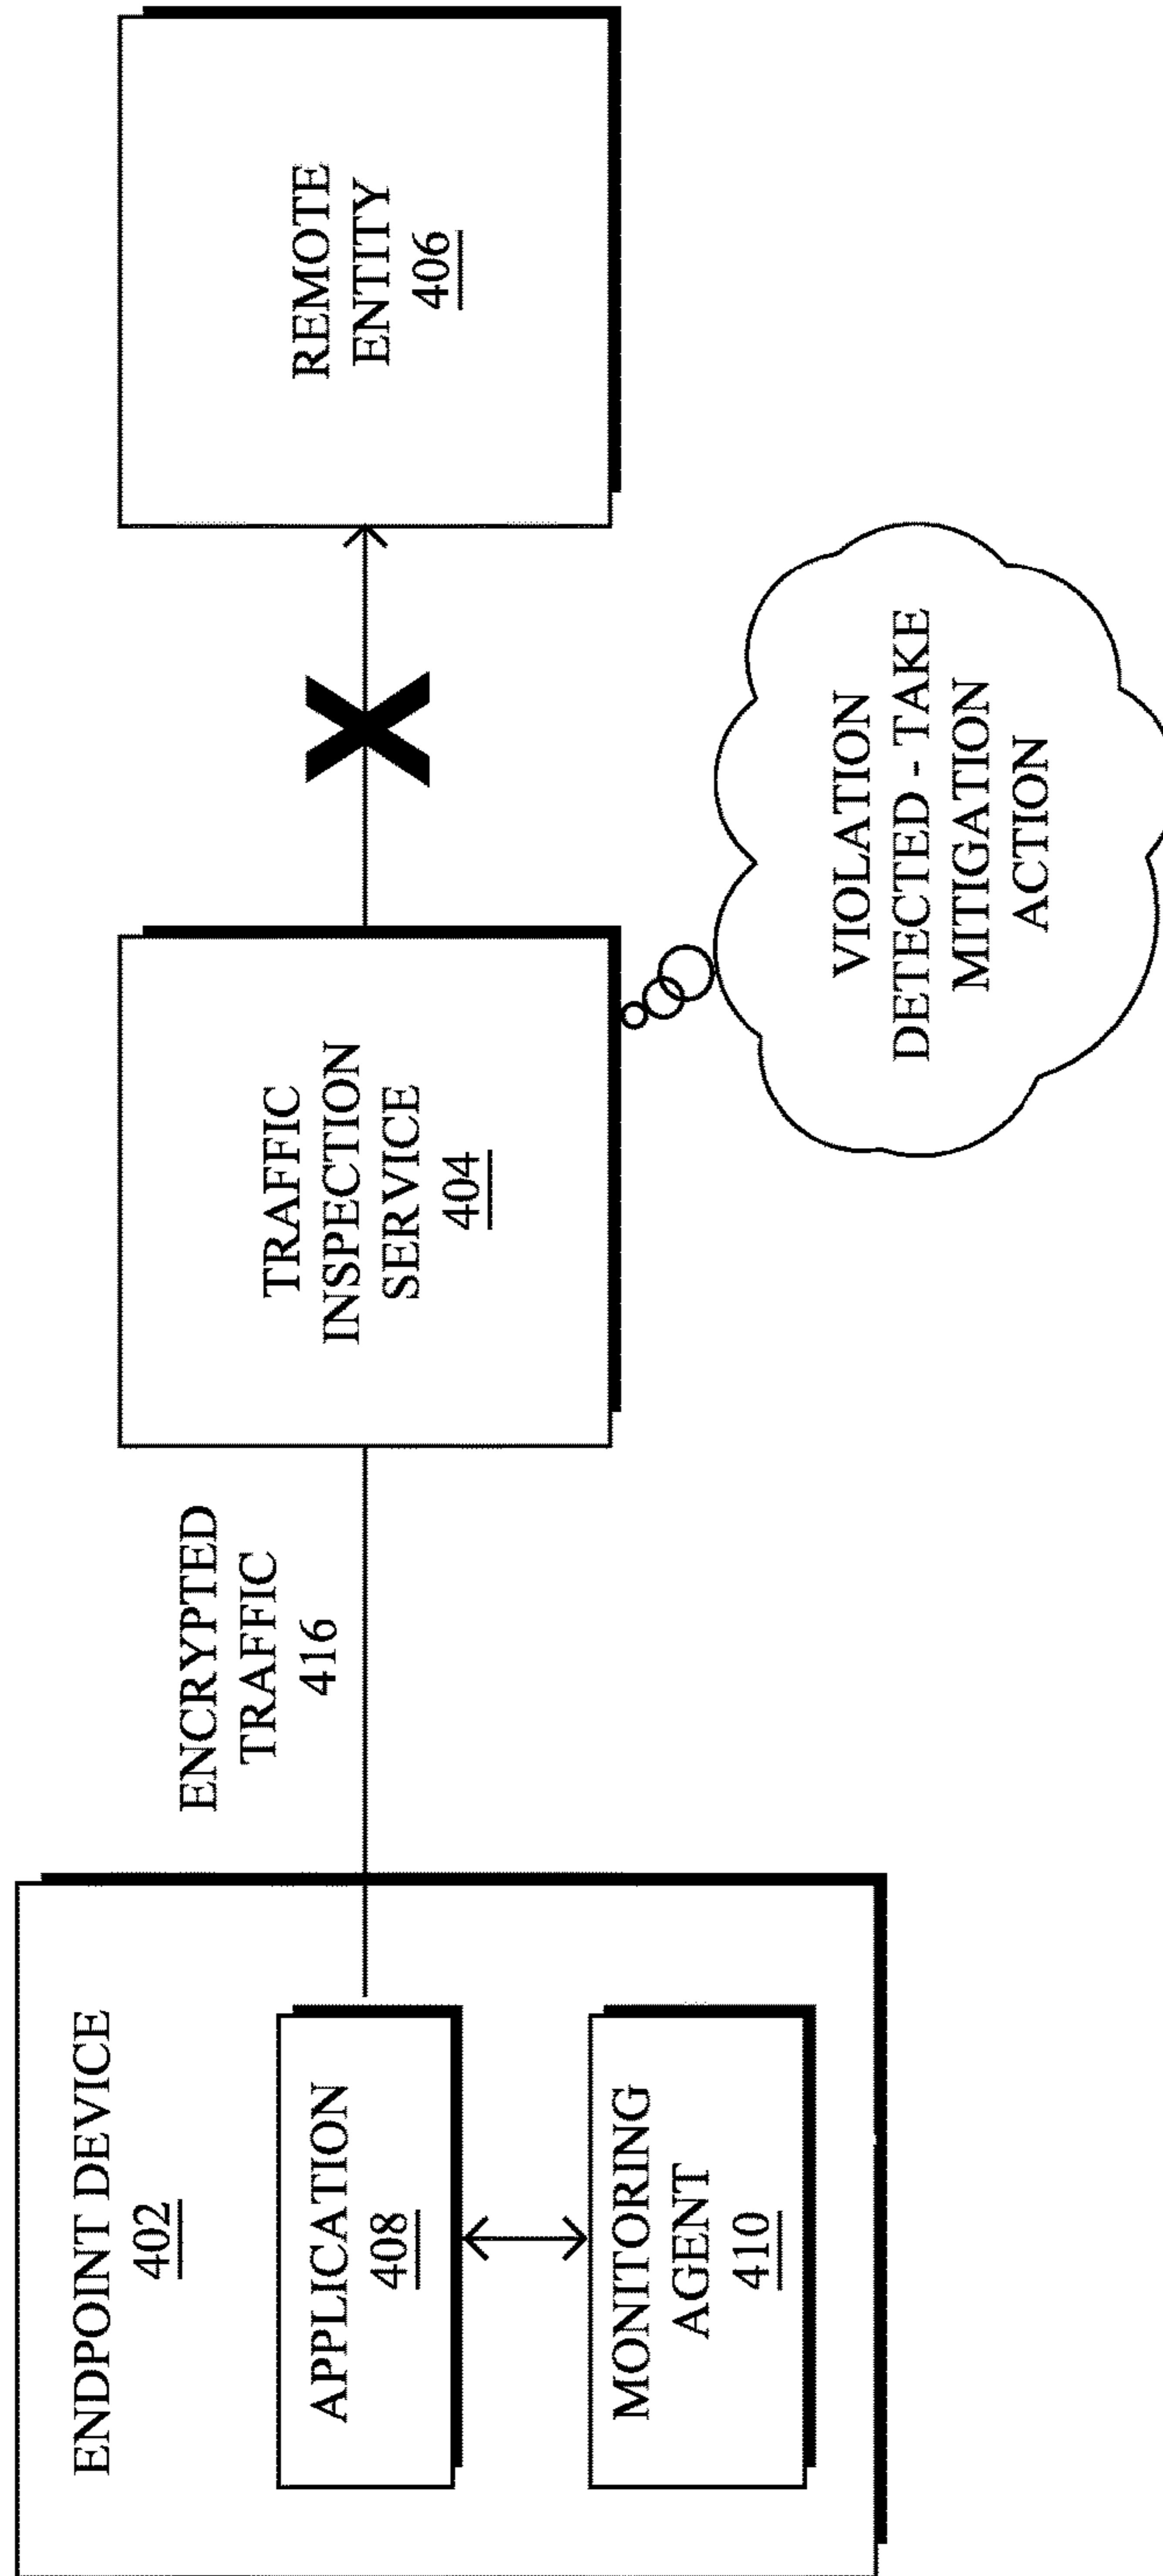 ENDPOINT DEVICE
402
APPLICATION
408
MONITORING
AGENT
410
ENCRYPTED
TRAFFIC
416
TRAFFIC
INSPECTION
SERVICE
404
X
REMOTE
ENTITY
406
VIOLATION
DETECTED - TAKE
MITIGATION
ACTION